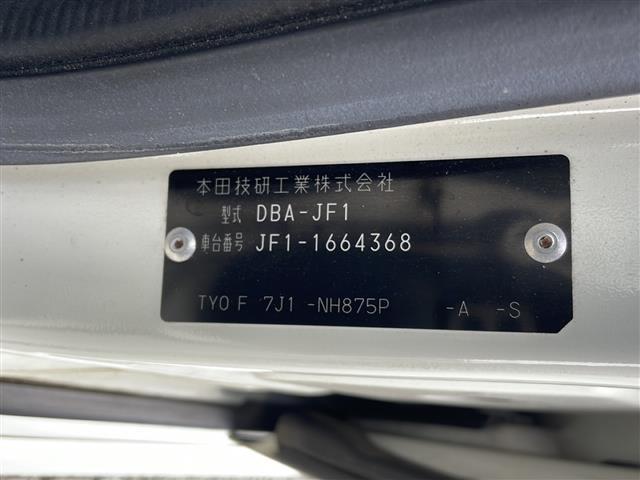 本田技研工業株式会社
型式 DBA-JF1
車台番号 JF1-1664368
TYO F 7J1 -NH875P -A -S